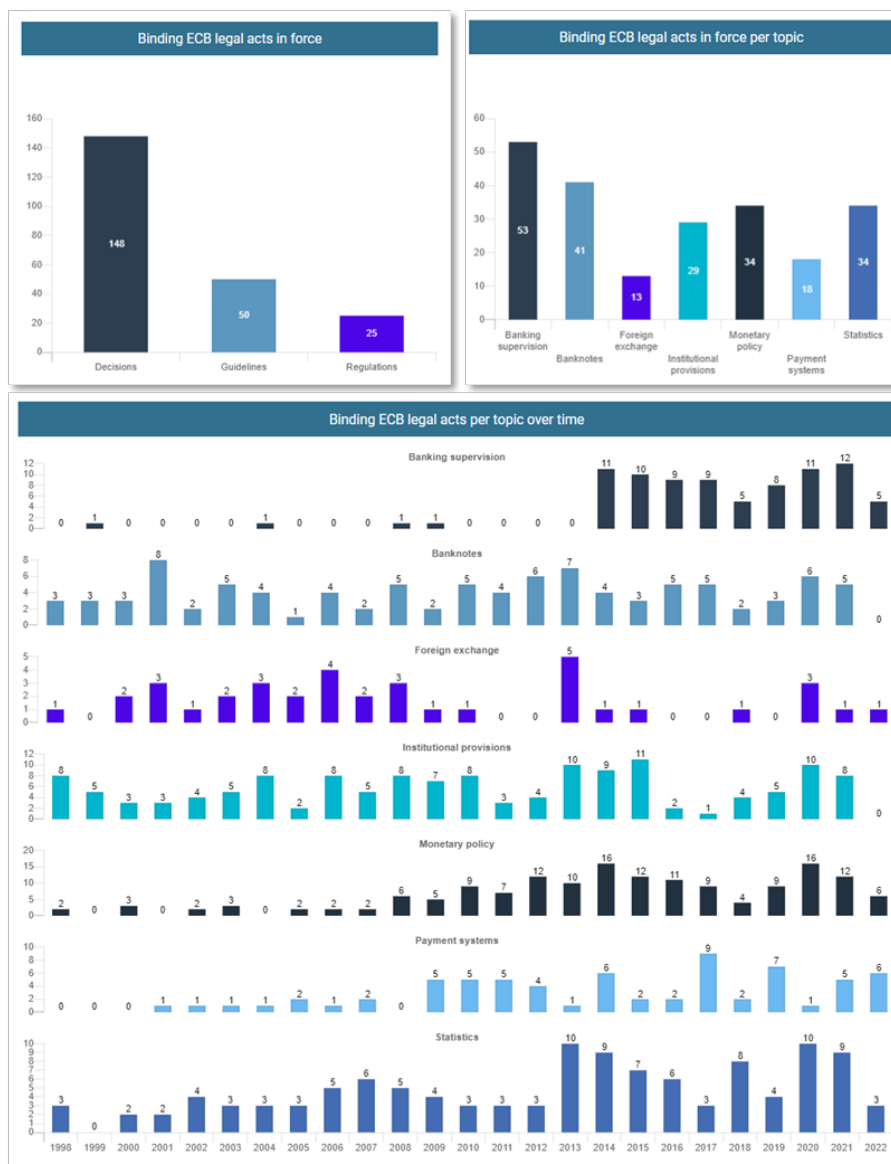 Binding ECB legal acts in force
160
140
120
100
80
60
40
20
0
148
50
25
Decisions Guidelines Regulations
Binding ECB legal acts in force per topic
60
50
40
30
20
10
0
53 41 13 29 34 18 34
Banking supervision
Banknotes
Foreign exchange
Institutional provisions
Monetary policy
Payment systems
Statistics
Binding ECB legal acts per topic over time
Banking supervision
12
10
8
6
4
2
0
0 1 0 0 0 0 1 0 0 0 1 1 0 0 0 0 11 10 9 9 5 8 11 12 5
Banknotes
8
6
4
2
0
3 3 3 8 2 5 4 1 4 2 5 2 5 4 6 7 4 3 5 5 2 3 6 5 0
Foreign exchange
5
4
3
2
1
0
1 0 2 3 1 2 3 2 4 2 3 1 1 0 0 5 1 1 0 0 1 0 3 1 1
Institutional provisions
12
10
8
6
4
2
0
8 5 3 3 4 5 8 2 8 5 8 7 8 3 4 10 9 11 2 1 4 5 10 8 0
Monetary policy
20
15
10
5
0
2 0 3 0 2 3 0 2 2 2 6 5 9 7 12 10 16 12 11 9 4 9 16 12 6
Payment systems
10
8
6
4
2
0
0 0 0 1 1 1 1 2 1 2 0 5 5 5 4 1 6 2 2 9 2 7 1 5 6
Statistics
10
9
8
7
6
5
4
3
2
1
0
3 0 2 2 4 3 3 3 5 6 5 4 3 3 3 10 9 7 6 3 8 4 10 9 3
1998 1999 2000 2001 2002 2003 2004 2005 2006 2007 2008 2009 2010 2011 2012 2013 2014 2015 2016 2017 2018 2019 2020 2021 2022